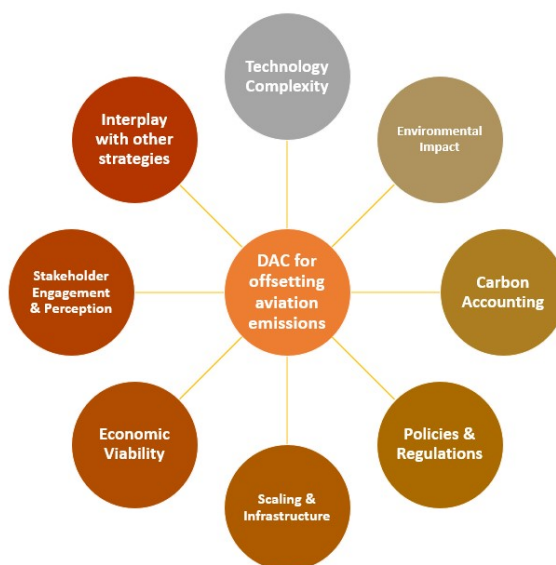 Technology
Complexity
Environmental
Impact
Carbon
Accounting
Policies &
Regulations
Scaling &
Infrastructure
Economic
Viability
Stakeholder
Engagement
& Perception
Interplay
with other
strategies
DAC for
offsetting
aviation
emissions